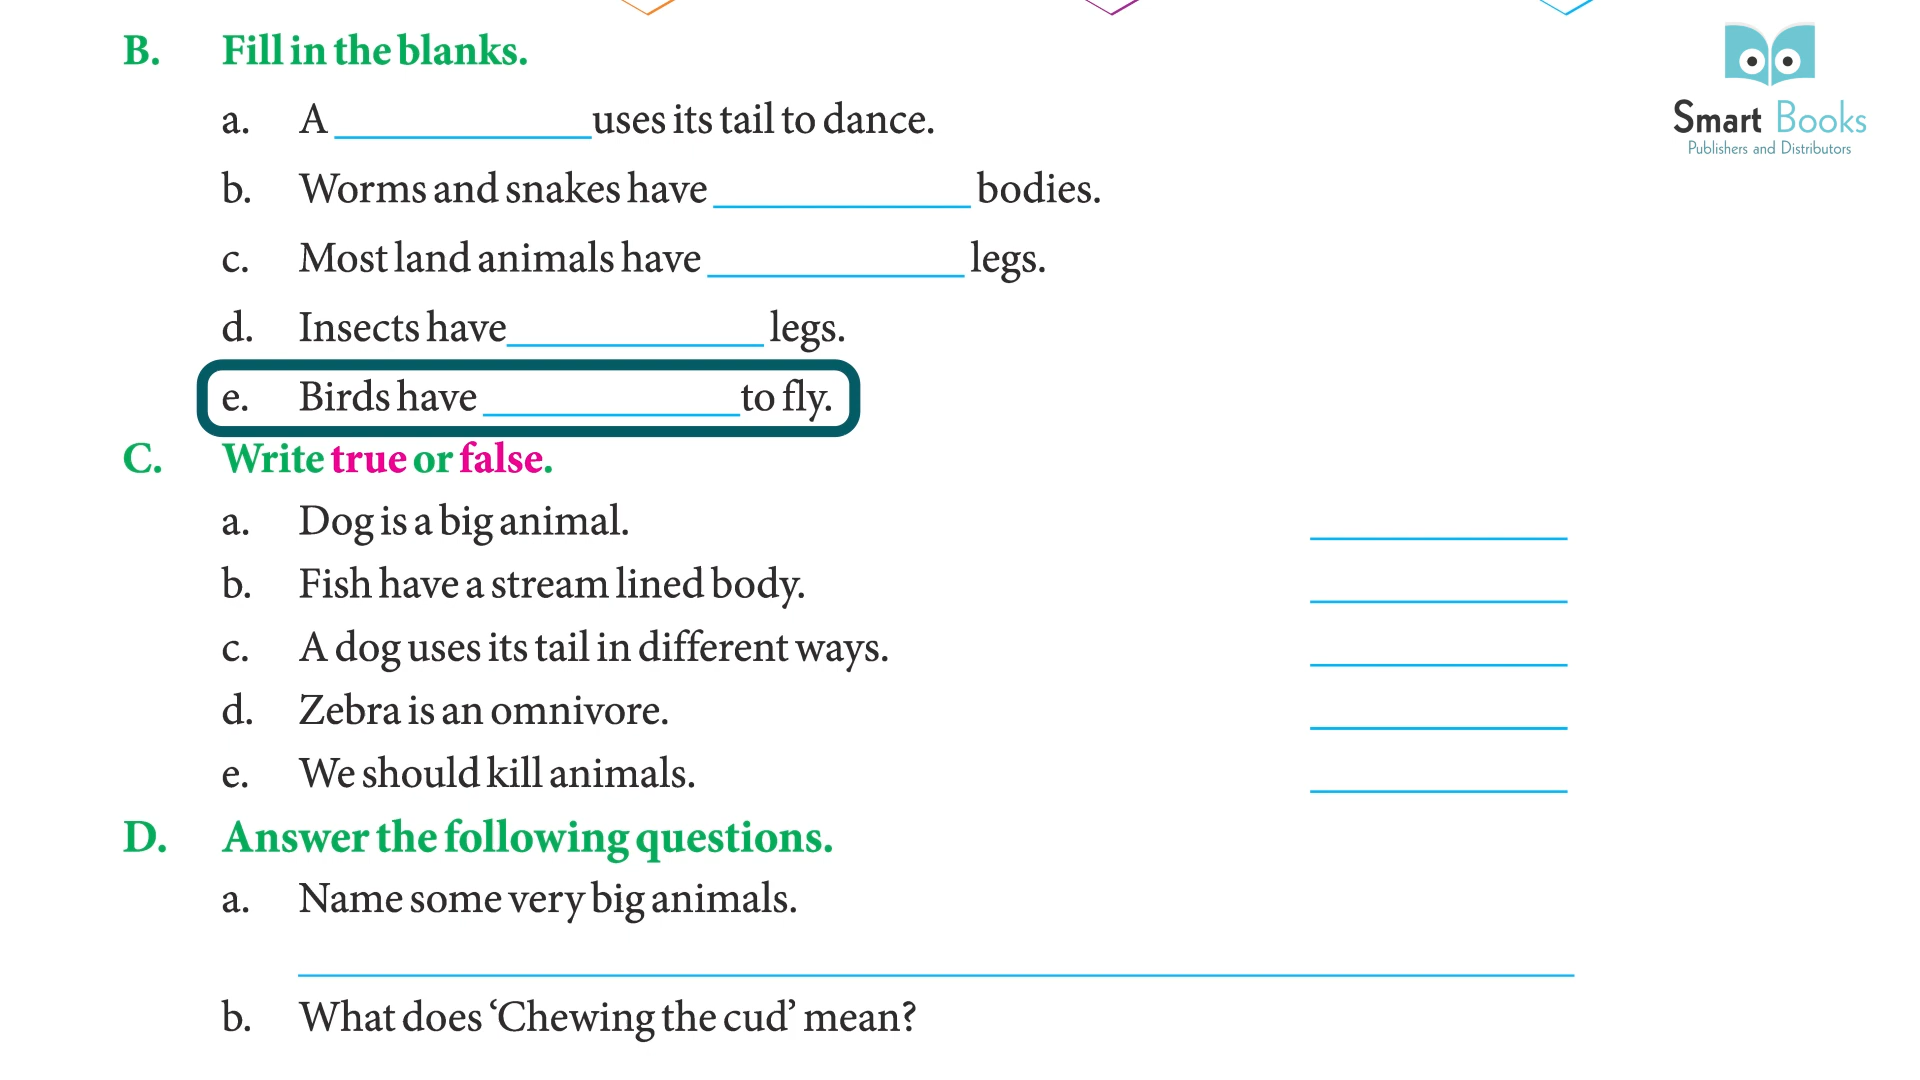 B. Fill in the blanks.
Smart Books
Publishers and Distributors
a. A ____________ uses its tail to dance.
b. Worms and snakes have ____________ bodies.
c. Most land animals have ____________ legs.
d. Insects have ____________ legs.
e. Birds have ____________ to fly.
C. Write true or false.
a. Dog is a big animal. ____________
b. Fish have a stream lined body. ____________
c. A dog uses its tail in different ways. ____________
d. Zebra is an omnivore. ____________
e. We should kill animals. ____________
D. Answer the following questions.
a. Name some very big animals.
b. What does ‘Chewing the cud’ mean?